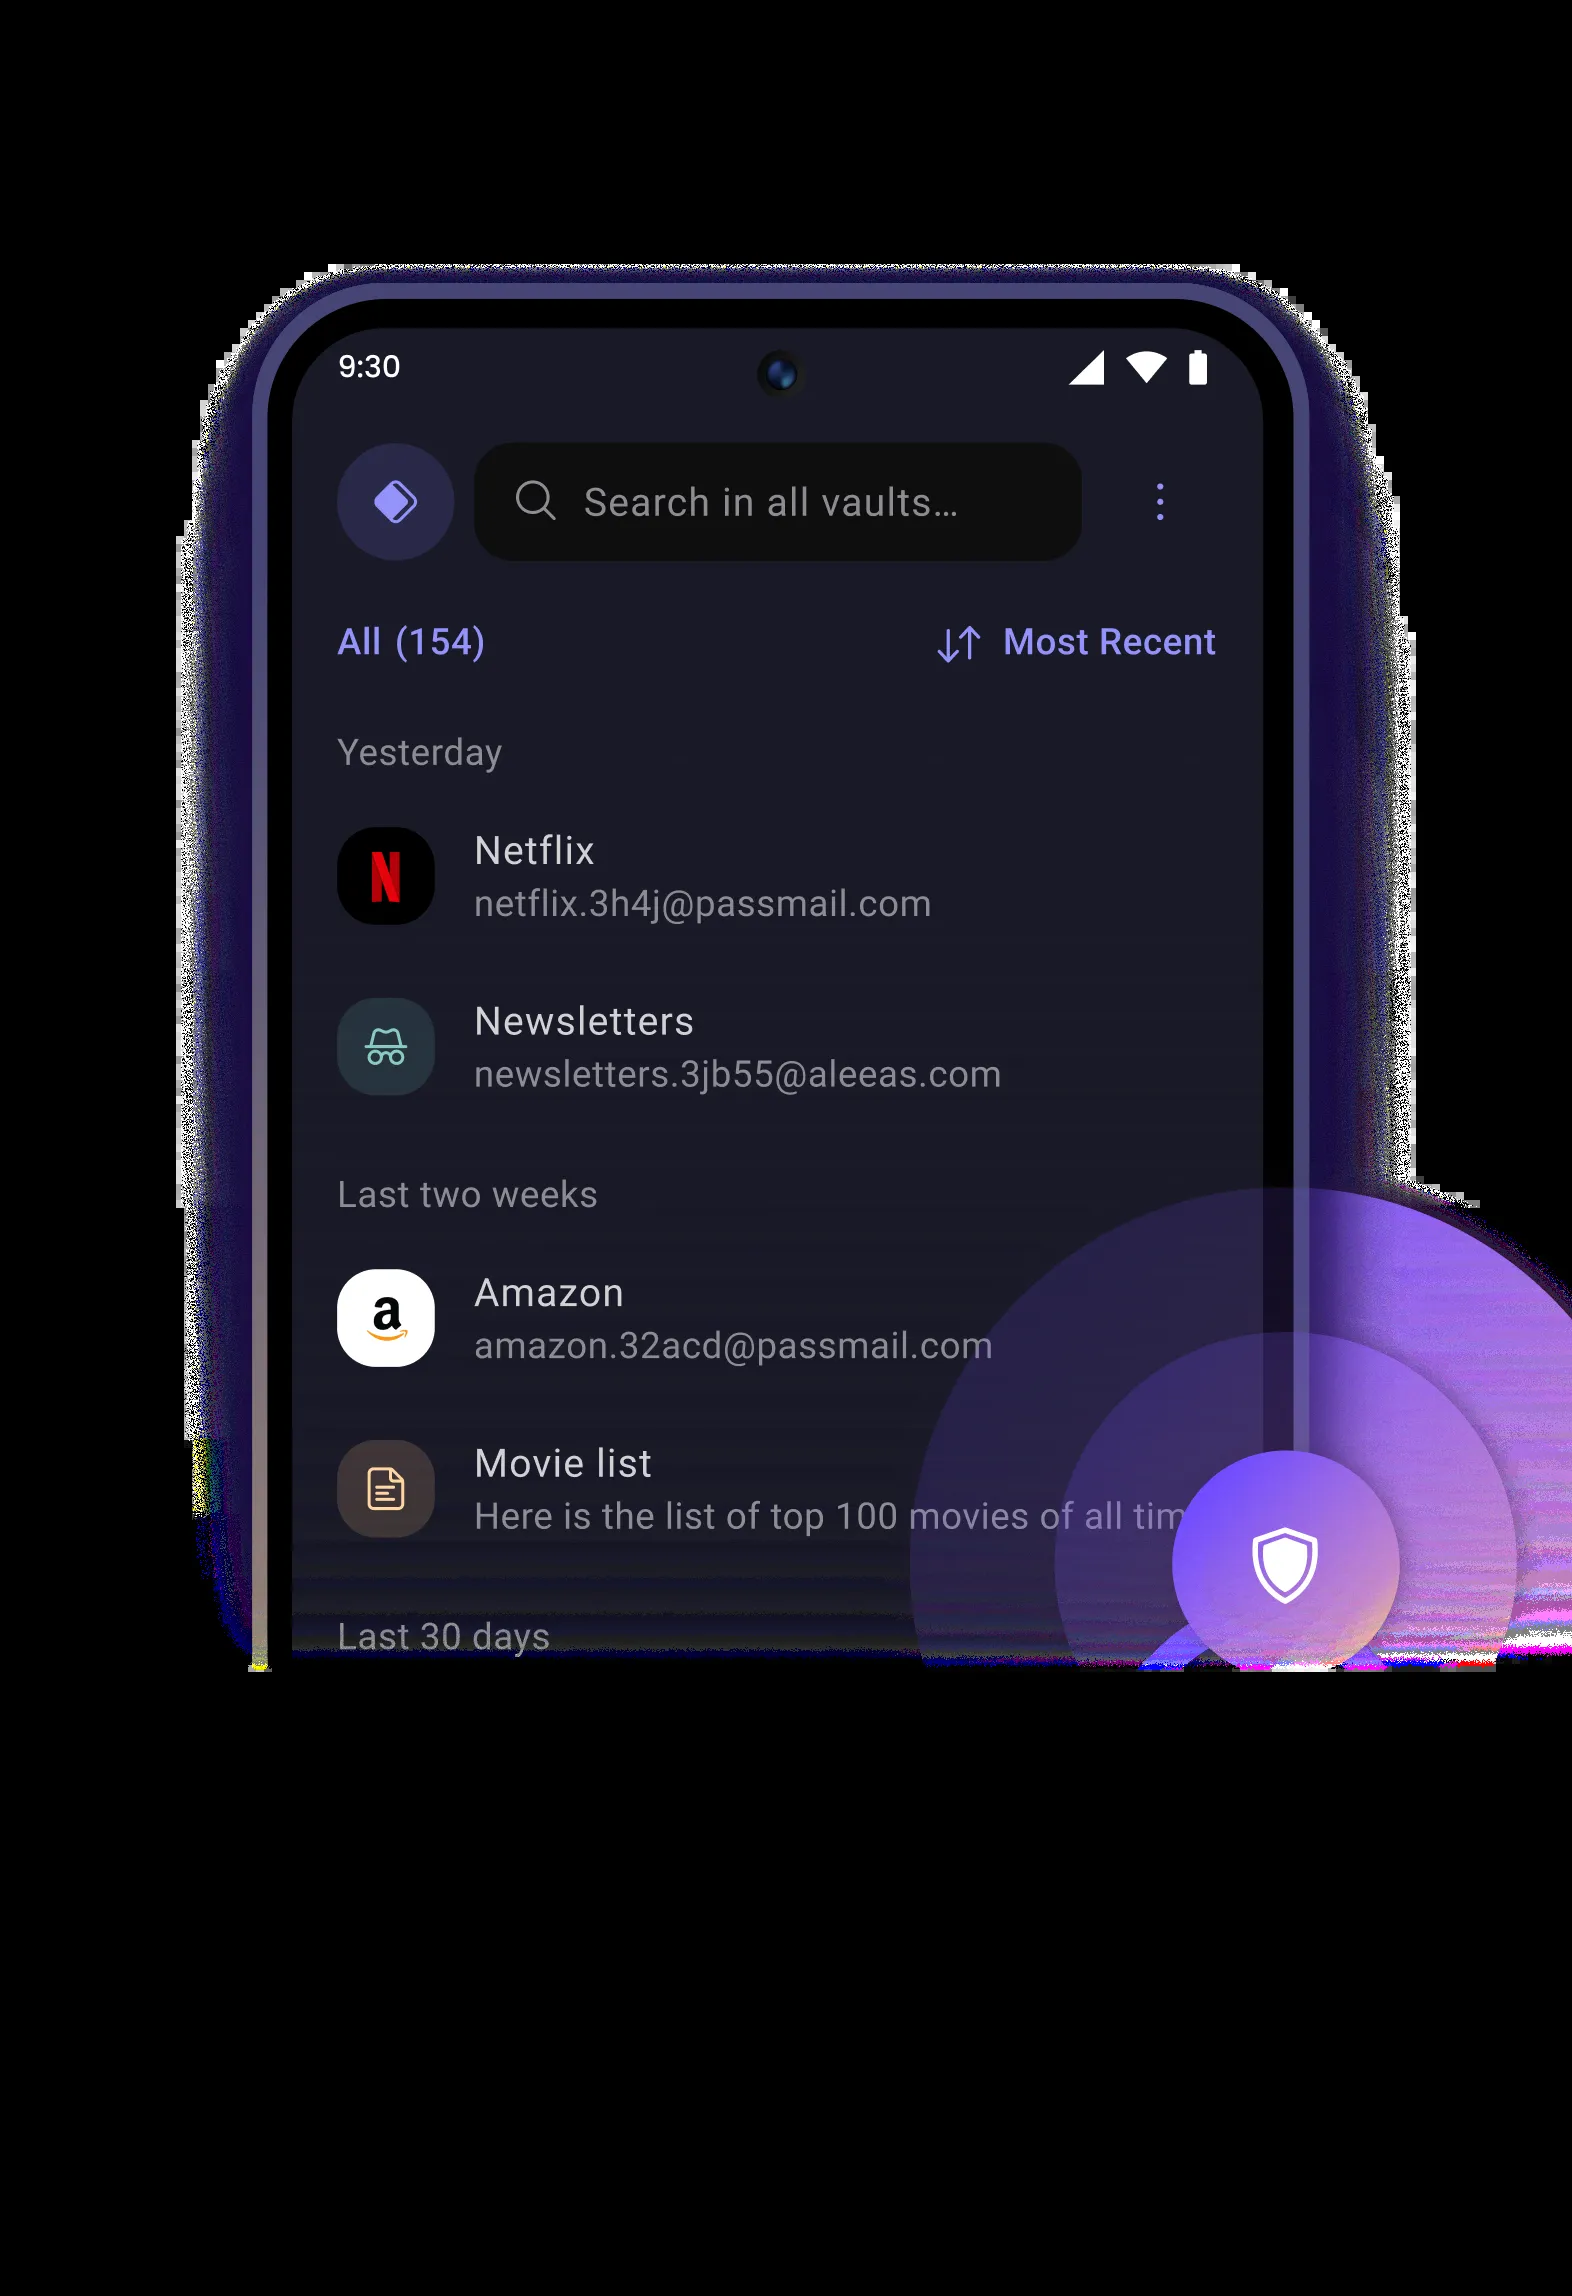 9:30
Search in all vaults…
All (154)
Most Recent
Yesterday
Netflix
netflix.3h4j@passmail.com
Newsletters
newsletters.3jb55@aleeas.com
Last two weeks
Amazon
amazon.32acd@passmail.com
Movie list
Here is the list of top 100 movies of all tim
Last 30 days